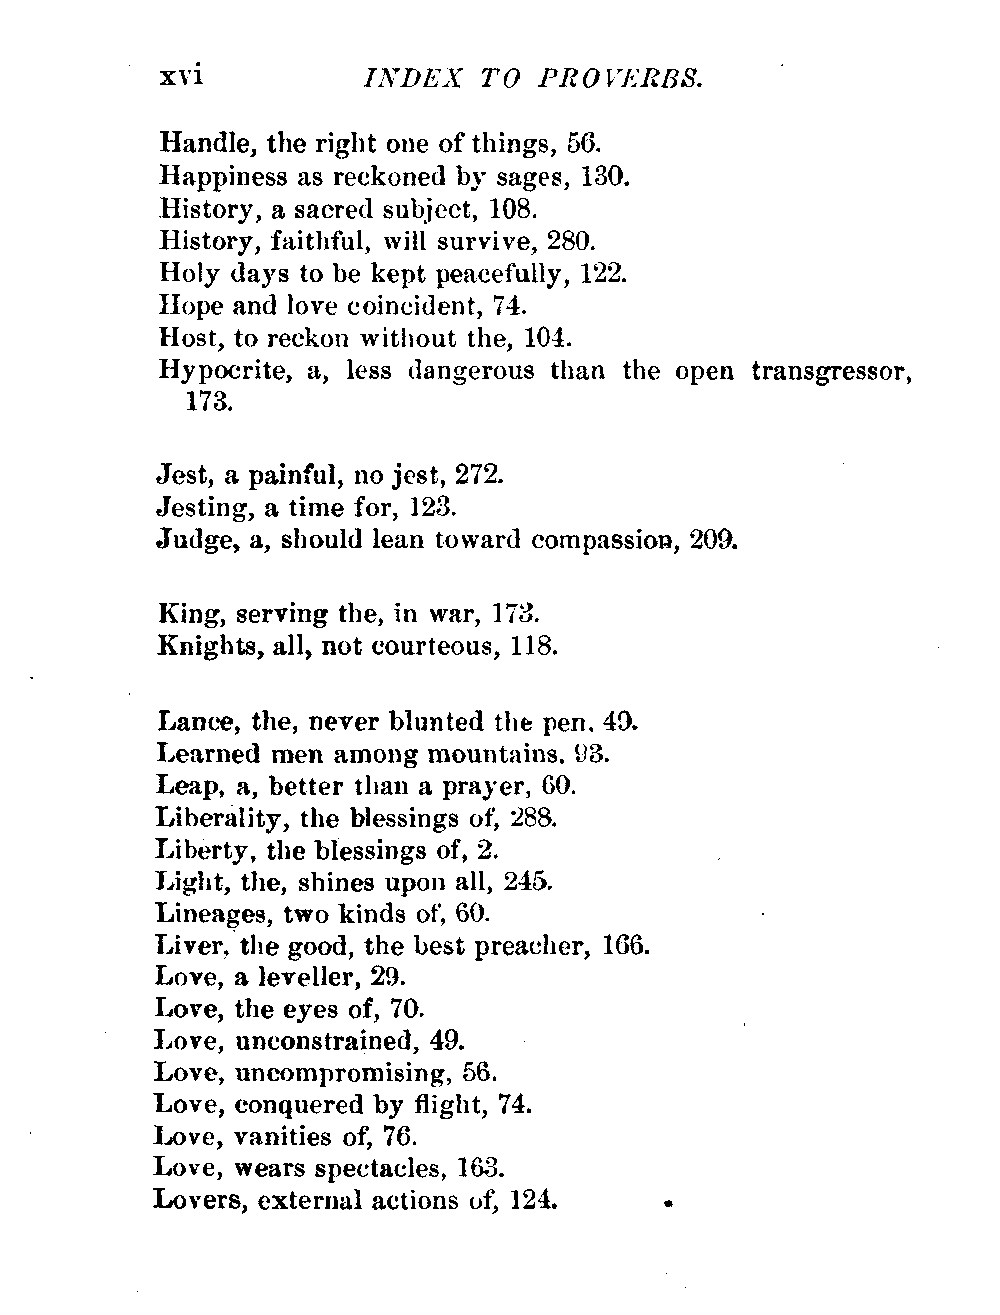 xvi INDEX TO PROVERBS.
Handle, the right one of things, 56.
Happiness as reckoned by sages, 130.
History, a sacred subject, 108.
History, faithful, will survive, 280.
Holy days to be kept peacefully, 122.
Hope and love coincident, 74.
Host, to reckon without the, 104.
Hypocrite, a, less dangerous than the open transgressor,
173.
Jest, a painful, no jest, 272.
Jesting, a time for, 123.
Judge, a, should lean toward compassion, 209.
King, serving the, in war, 173.
Knights, all, not courteous, 118.
Lance, the, never blunted the pen, 49.
Learned men among mountains, 93.
Leap, a, better than a prayer, 60.
Liberality, the blessings of, 288.
Liberty, the blessings of, 2.
Light, the, shines upon all, 245.
Lineages, two kinds of, 60.
Liver, the good, the best preacher, 166.
Love, a leveller, 29.
Love, the eyes of, 70.
Love, unconstrained, 49.
Love, uncompromising, 56.
Love, conquered by flight, 74.
Love, vanities of, 76.
Love, wears spectacles, 163.
Lovers, external actions of, 124.